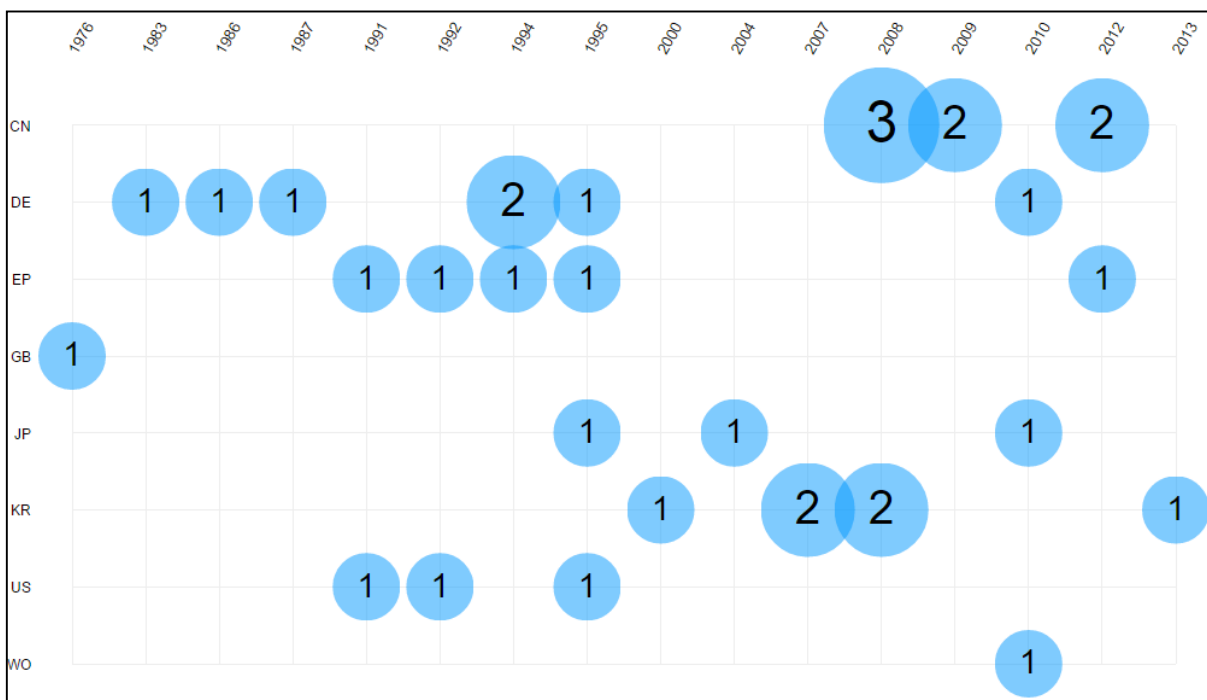 1976 1983 1986 1987 1991 1992 1994 1995 2000 2004 2007 2008 2009 2010 2012 2013
CN 3 2 2
DE 1 1 1 2 1 1
EP 1 1 1 1 1
GB 1
JP 1 1 1
KR 1 2 2 1
US 1 1 1
WO 1